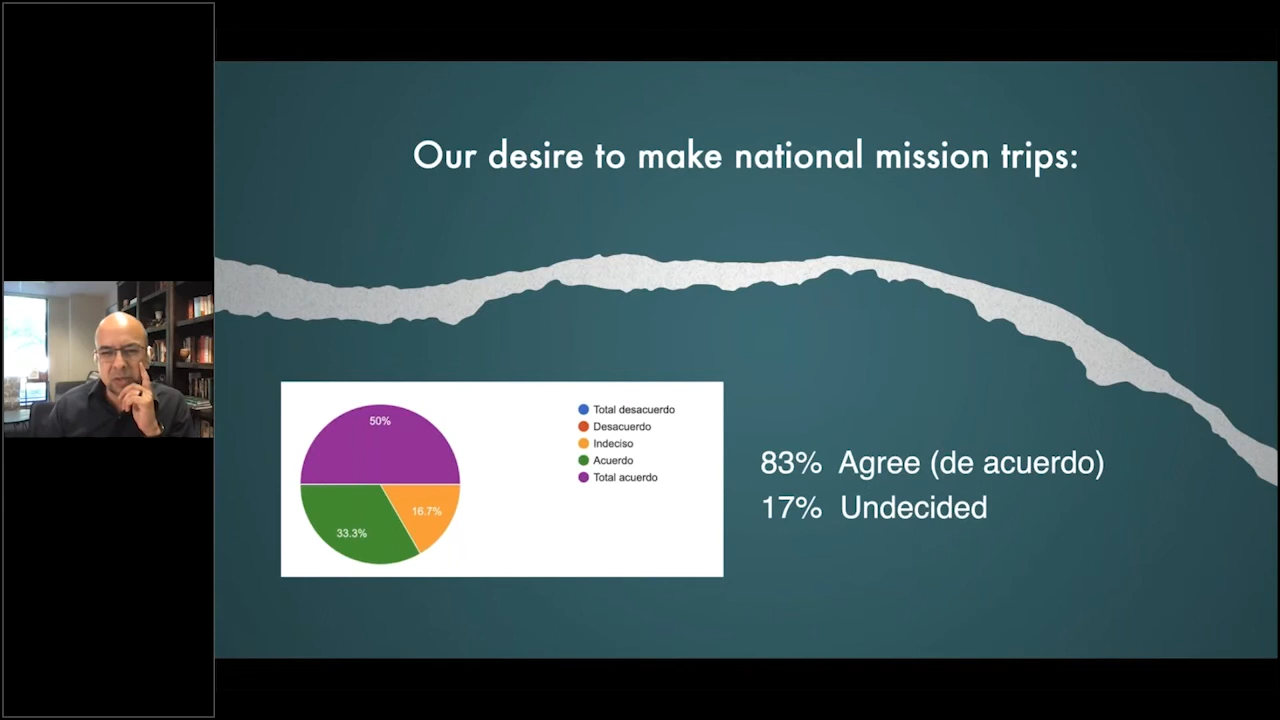 Our desire to make national mission trips:
50%
33.3%
16.7%
Total desacuerdo
Desacuerdo
Indeciso
Acuerdo
Total acuerdo
83% Agree (de acuerdo)
17% Undecided